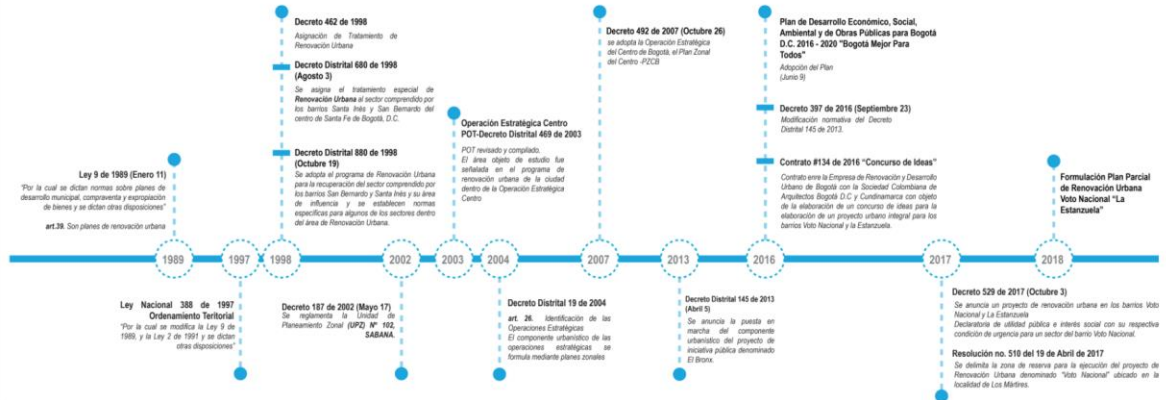 Ley 9 de 1989 (Enero 11)
"Por la cual se dictan normas sobre planes de
desarrollo municipal, compraventa y expropiación
de bienes y se dictan otras disposiciones"
art.39. Son planes de renovación urbana
1989
Ley Nacional 388 de 1997
Ordenamiento Teritorial
"Por la cual se modifica la Ley 9 de
1989, y la Ley 2 de 1991 y se dictan
otras disposiciones"
1997
Decreto 462 de 1998
Asignación de Tratamiento de
Renovación Urbana
Decreto Distrital 680 de 1998
(Agosto 3)
Se asigna el tratamiento especial de
Renovación Urbana al sector comprendido por
los barrios Santa Inés y San Bernardo del
centro de Santa Fe de Bogotá, D.C.
Decreto Distrital 880 de 1998
(Octubre 19)
Se adopta el programa de Renovación Urbana
para la recuperación del sector comprendido por
los barrios San Bernardo y Santa Inés y su área
de influencia y se establecen normas
específicas para algunos de los sectores dentro
del área de Renovación Urbana.
1998
Decreto 187 de 2002 (Mayo 17)
Se reglamenta la Unidad de
Planeamiento Zonal (UPZ) Nº 102,
SABANA.
2002
Operación Estratégica Centro
POT-Decreto Distrital 469 de 2003
POT revisado y compilado.
El área objeto de estudio fue
señalada en el programa de
renovación urbana de la ciudad
dentro de la Operación Estratégica
Centro
2003
Decreto Distrital 19 de 2004
art. 26. Identificación de las
Operaciones Estratégicas
El componente urbanístico de las
operaciones estratégicas se
formula mediante planes zonales
2004
Decreto 492 de 2007 (Octubre 26)
se adopta la Operación Estratégica
del Centro de Bogotá, el Plan Zonal
del Centro -PZCB
2007
Decreto Distrital 145 de 2013
(Abril 5)
Se anuncia la puesta en
marcha del componente
urbanístico del proyecto de
iniciativa pública denominado
El Bronx.
2013
Plan de Desarrollo Económico, Social,
Ambiental y de Obras Públicas para Bogotá
D.C. 2016 - 2020 "Bogotá Mejor Para
Todos"
Adopción del Plan
(Junio 9)
Decreto 397 de 2016 (Septiembre 23)
Modificación normativa del Decreto
Distrital 145 de 2013.
Contrato #134 de 2016 "Concurso de Ideas"
Contrato enre la Empresa de Renovación y Desarrollo
Urbano de Bogotá con la Sociedad Colombiana de
Arquitectos Bogotá D.C y Cundinamarca con objeto
de la elaboración de un concurso de ideas para la
elaboración de un proyecto urbano integral para los
barrios Voto Nacional y la Estanzuela.
2016
Decreto 529 de 2017 (Octubre 3)
Se anuncia un proyecto de renovación urbana en los barrios Voto
Nacional y La Estanzuela
Declaratoria de utilidad pública e interés social con su respectiva
condición de urgencia para un sector del barrio Voto Nacional.
Resolución no. 510 del 19 de Abril de 2017
Se delimita la zona de reserva para la ejecución del proyecto de
Renovación Urbana denominado "Voto Nacional" ubicado en la
localidad de Los Mártires.
2017
Formulación Plan Parcial
de Renovación Urbana
Voto Nacional "La
Estanzuela"
2018